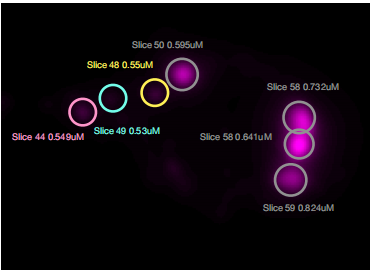 Slice 50 0.595uM
Slice 48 0.55uM
Slice 58 0.732uM
Slice 44 0.549uM
Slice 49 0.53uM
Slice 58 0.641uM
Slice 59 0.824uM